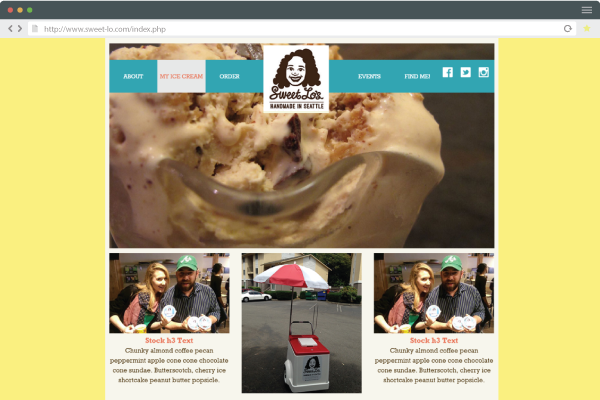 http://www.sweet-lo.com/index.php
ABOUT MY ICE CREAM ORDER EVENTS FIND ME!
Sweet Lo's
HANDMADE IN SEATTLE
Stock h3 Text
Chunky almond coffee pecan
peppermint apple cone cone chocolate
cone sundae. Butterscotch, cherry ice
shortcake peanut butter popsicle.
Stock h3 Text
Chunky almond coffee pecan
peppermint apple cone cone chocolate
cone sundae. Butterscotch, cherry ice
shortcake peanut butter popsicle.